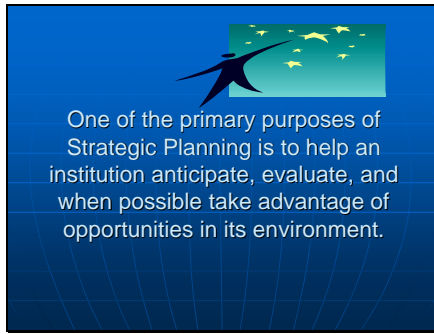 One of the primary purposes of
Strategic Planning is to help an
institution anticipate, evaluate, and
when possible take advantage of
opportunities in its environment.